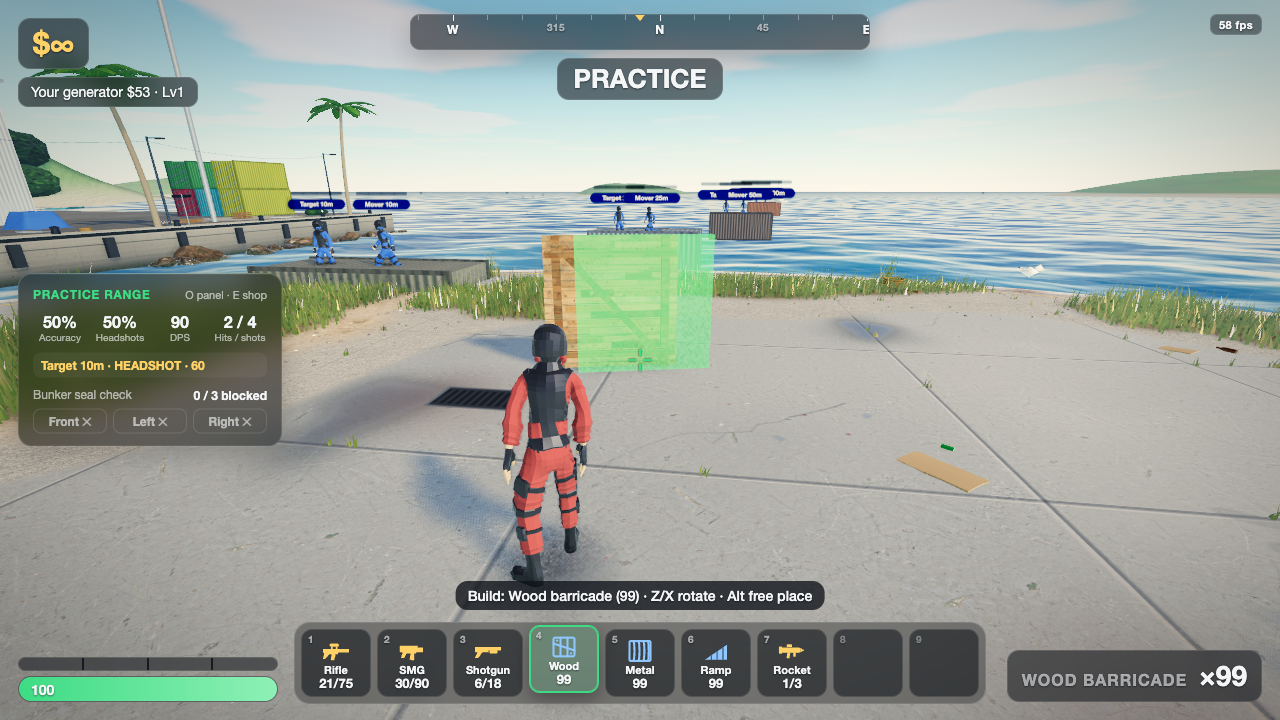 $∞
W 315 N 45 E
58 fps
PRACTICE
Your generator $53 · Lv1
Target 10m
Mover 10m
Target
Mover 25m
Mover 50m
PRACTICE RANGE
O panel · E shop
50% 50% 90 2 / 4
Accuracy Headshots DPS Hits / shots
Target 10m · HEADSHOT · 60
Bunker seal check 0 / 3 blocked
Front ✕ Left ✕ Right ✕
Build: Wood barricade (99) · Z/X rotate · Alt free place
1 Rifle 21/75
2 SMG 30/90
3 Shotgun 6/18
4 Wood 99
5 Metal 99
6 Ramp 99
7 Rocket 1/3
8
9
100
WOOD BARRICADE ×99